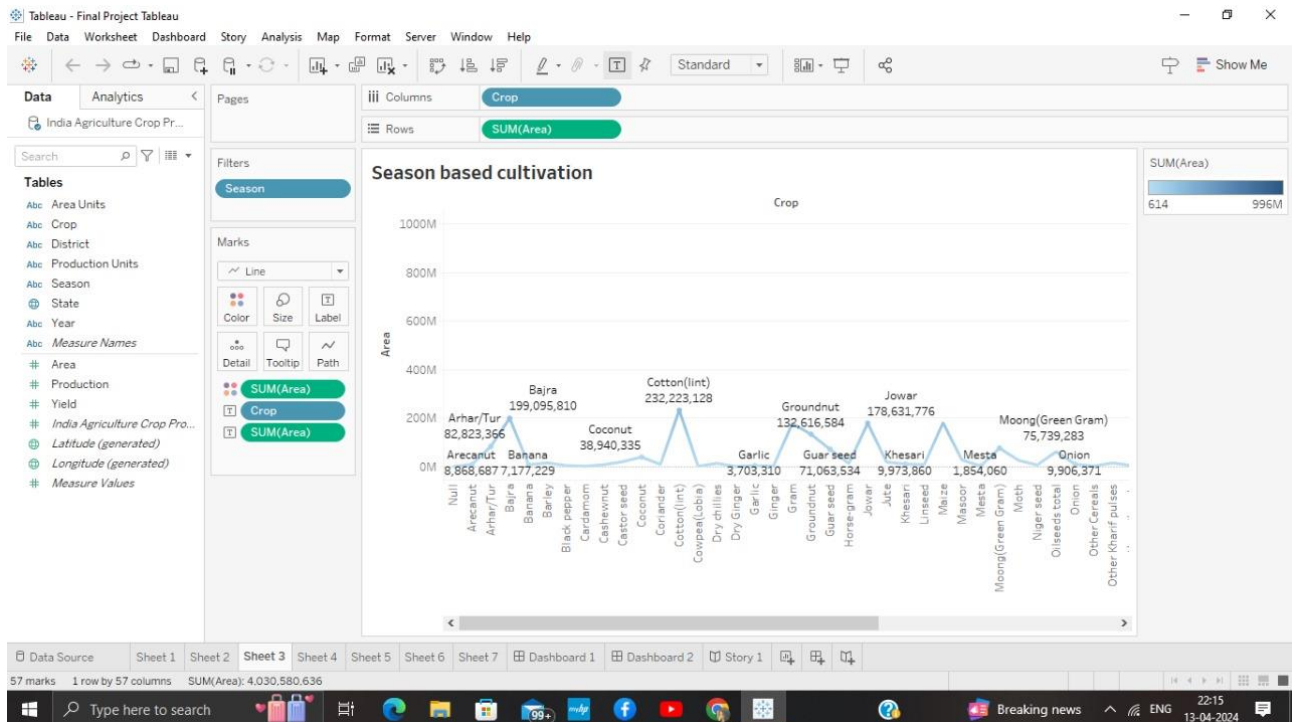 Tableau - Final Project Tableau
File Data Worksheet Dashboard Story Analysis Map Format Server Window Help
Standard
Show Me
Data Analytics
India Agriculture Crop Pr...
Search
Tables
Abc Area Units
Abc Crop
Abc District
Abc Production Units
Abc Season
State
Abc Year
Abc Measure Names
# Area
# Production
# Yield
# India Agriculture Crop Pro...
Latitude (generated)
Longitude (generated)
# Measure Values
Pages
Filters
Season
Marks
Line
Color Size Label
Detail Tooltip Path
SUM(Area)
Crop
SUM(Area)
Columns Crop
Rows SUM(Area)
Season based cultivation
Crop
1000M
800M
600M
400M
200M
0M
Area
Arhar/Tur
82,823,366
Bajra
199,095,810
Coconut
38,940,335
Cotton(lint)
232,223,128
Groundnut
132,616,584
Jowar
178,631,776
Moong(Green Gram)
75,739,283
Arecanut
8,868,687
Banana
7,177,229
Garlic
3,703,310
Guar seed
71,063,534
Khesari
9,973,860
Mesta
1,854,060
Onion
9,906,371
Null
Arecanut
Arhar/Tur
Bajra
Banana
Barley
Black pepper
Cardamom
Cashewnut
Castor seed
Coconut
Coriander
Cotton(lint)
Cowpea(Lobia)
Dry chillies
Dry Ginger
Garlic
Ginger
Gram
Groundnut
Guar seed
Horse-gram
Jowar
Jute
Khesari
Linseed
Maize
Masoor
Mesta
Moong(Green Gram)
Moth
Niger seed
Oilseeds total
Onion
Other Cereals
Other Kharif pulses
SUM(Area)
614 996M
Data Source Sheet 1 Sheet 2 Sheet 3 Sheet 4 Sheet 5 Sheet 6 Sheet 7 Dashboard 1 Dashboard 2 Story 1
57 marks 1 row by 57 columns SUM(Area): 4,030,580,636
Type here to search
99+
mylip
Breaking news
ENG
22:15
13-04-2024